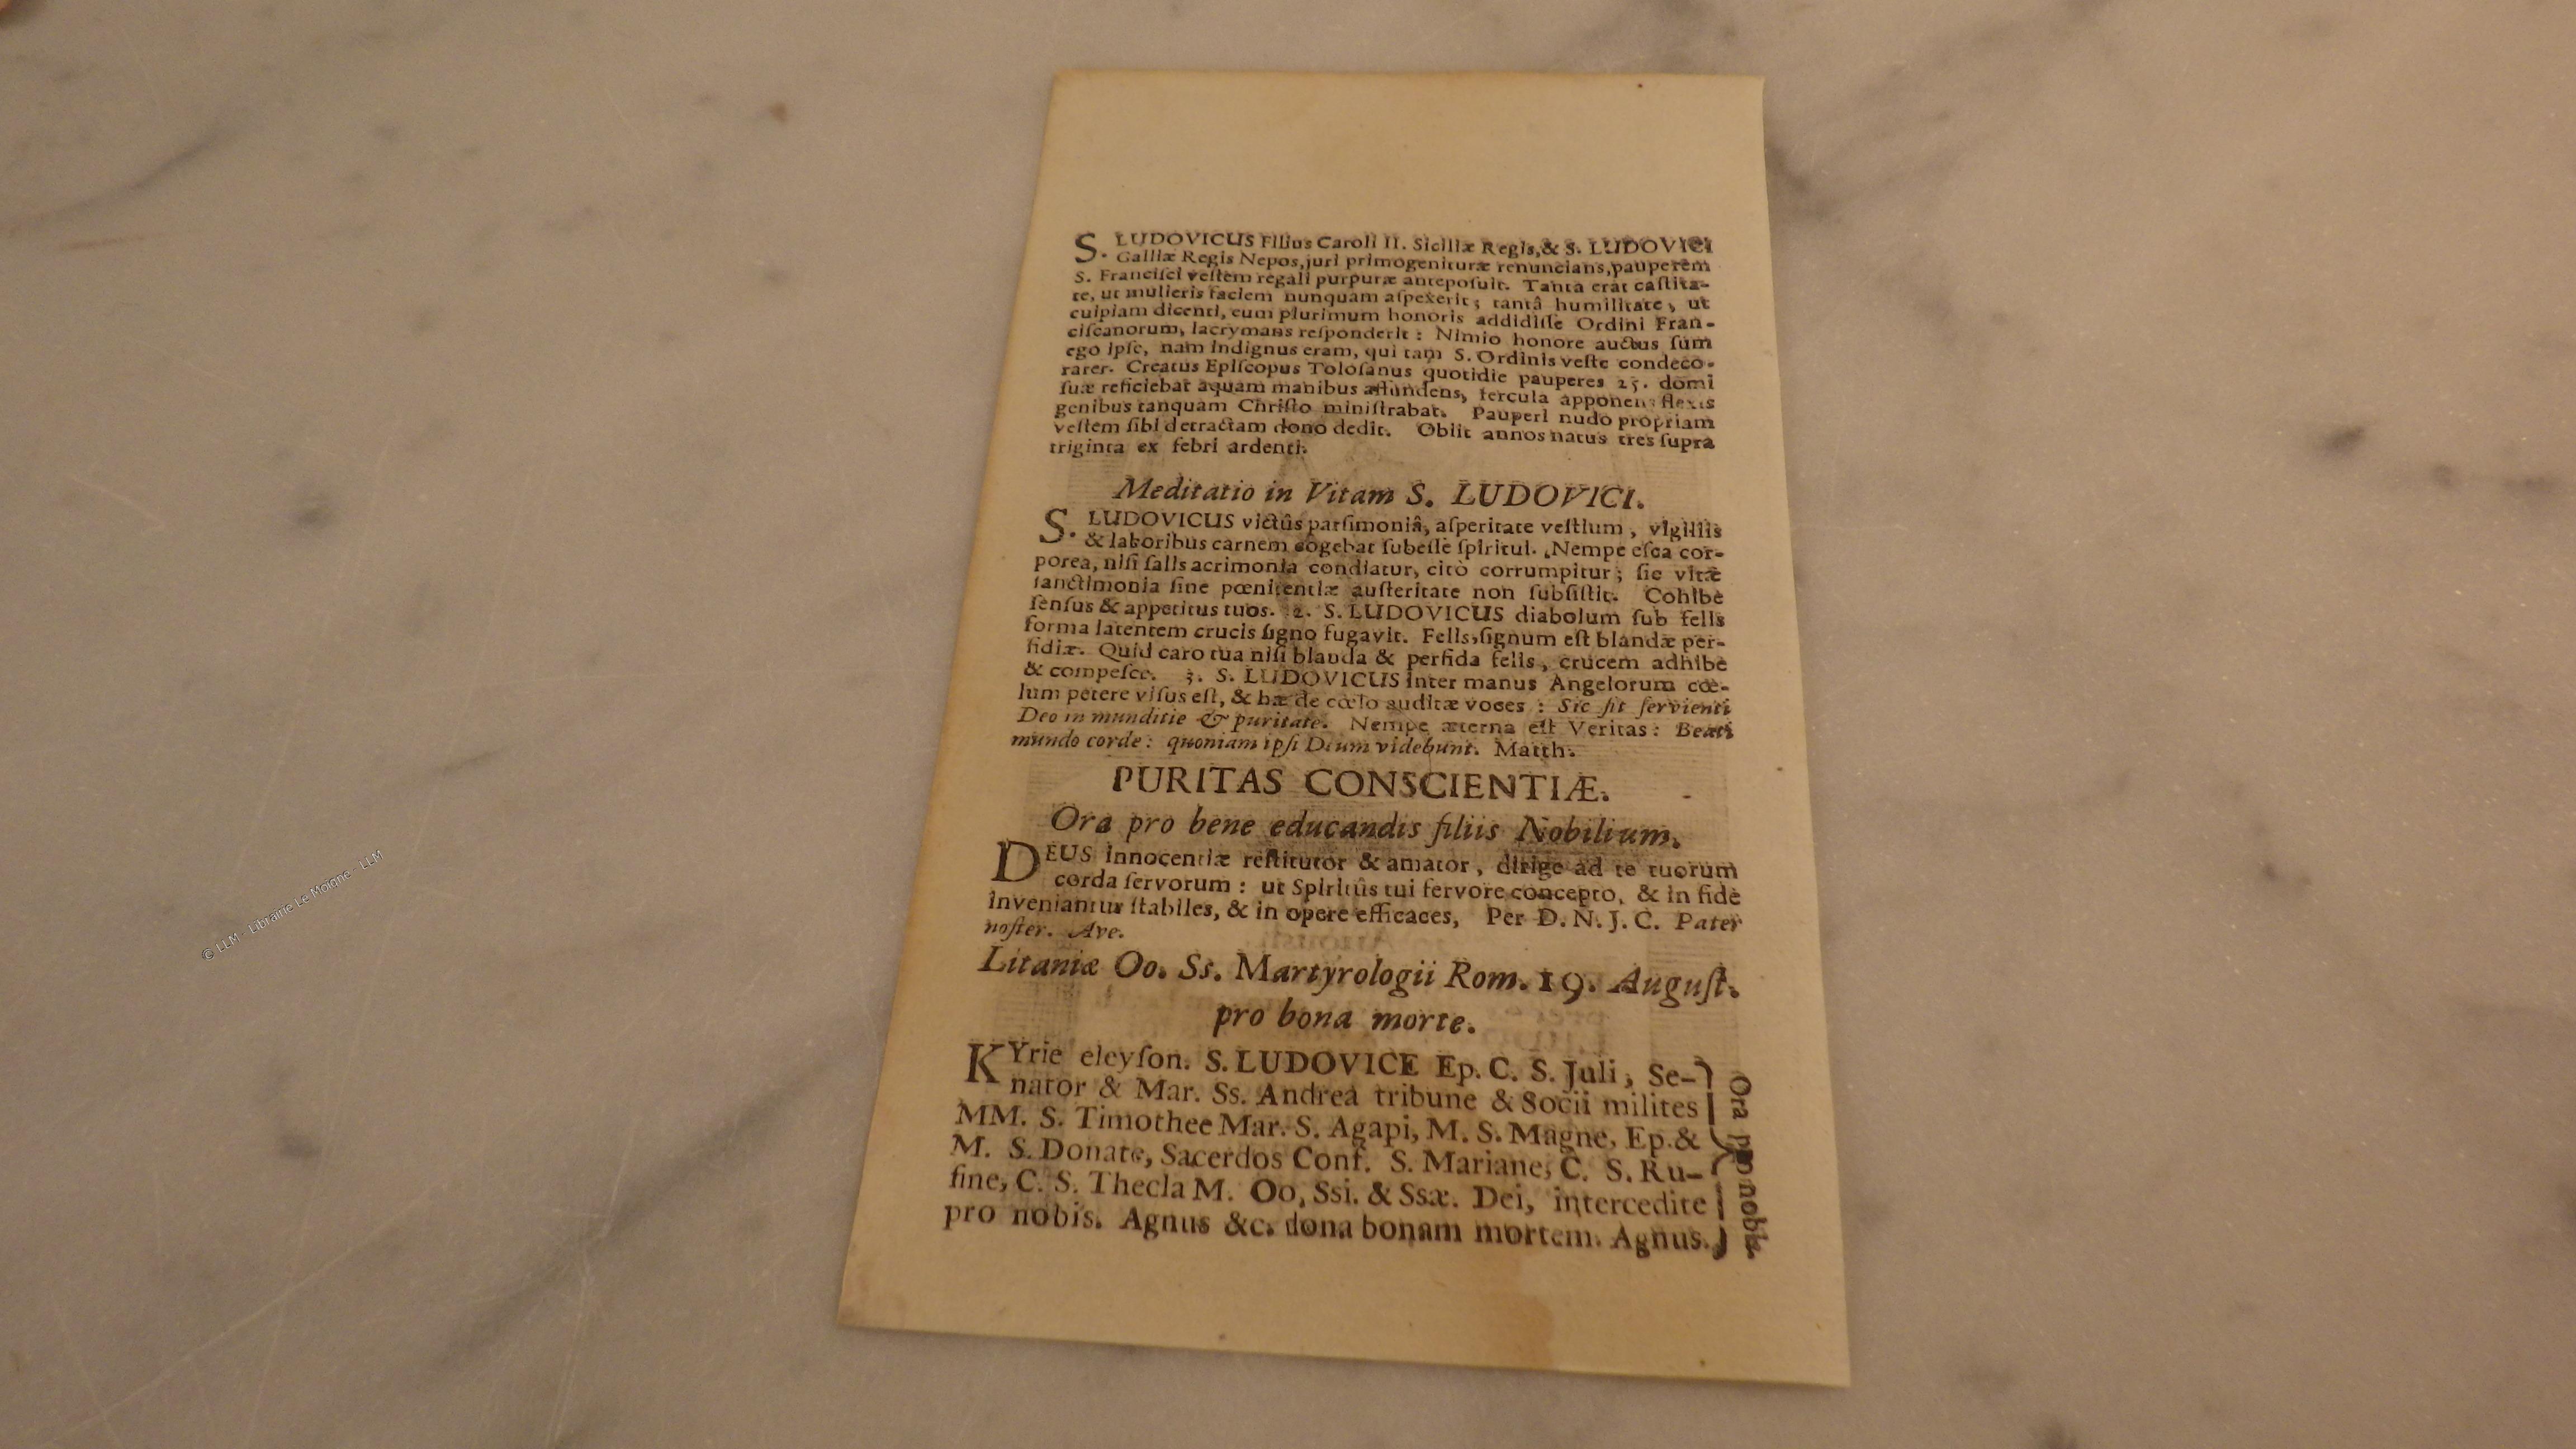 S. LUDOVICUS Filius Caroli II. Siciliæ Regis, & S. LUDOVICI
Galliæ Regis Nepos, juri primogenituræ renuncians, pauperem
S. Franciſci veſtem regali purpuræ antepoſuit. Tanta erat caſtita-
te, ut mulieris faciem nunquam aſpexerit; tantâ humilitate, ut
cuipiam dicenti, eum plurimum honoris addidiſſe Ordini Fran-
ciſcanorum, lacrymans reſponderit: Nimio honore auctus ſum
ego ipſe, nam indignus eram, qui tam S. Ordinis veſte condeco-
rarer. Creatus Epiſcopus Toloſanus quotidie pauperes 25. domi
ſuæ reficiebat aquam manibus affundens, fercula apponens flexis
genibus tanquam Chriſto miniſtrabat. Pauperi nudo propriam
veſtem ſibi detractam dono dedit. Obiit annos natus tres ſupra
triginta ex febri ardenti.
Meditatio in Vitam S. LUDOVICI.
S. LUDOVICUS victûs parſimoniâ, aſperitate veſtium, vigiliis
& laboribus carnem cogebat ſubeſſe ſpiritui. Nempe eſca cor-
porea, niſi ſalis acrimonia condiatur, citò corrumpitur; ſic vitæ
ſanctimonia ſine pœnitentiæ auſteritate non ſubſiſtit. Cohibe
ſenſus & appetitus tuos. 2. S. LUDOVICUS diabolum ſub felis
forma latentem crucis ſigno fugavit. Felis, ſignum eſt blandæ per-
fidiæ. Quid caro tua niſi blanda & perfida felis, crucem adhibe
& compeſce. 3. S. LUDOVICUS inter manus Angelorum cœ-
lum petere viſus eſt, & hæ de cœlo auditæ voces: Sic fit ſervienti
Deo in munditie & puritate. Nempe æterna eſt Veritas: Beati
mundo corde: quoniam ipſi Deum videbunt. Matth.
PURITAS CONSCIENTIÆ.
Ora pro bene educandis filiis Nobilium.
DEUS innocentiæ reſtitutor & amator, dirige ad te tuorum
corda ſervorum: ut Spiritûs tui fervore concepto, & in fide
inveniantur ſtabiles, & in opere efficaces, Per D. N. J. C. Pater
noſter. Ave.
Litaniæ Oo. Ss. Martyrologii Rom. 19. Auguſt.
pro bona morte.
KYrie eleyſon. S. LUDOVICE Ep. C. S. Juli, Se-
nator & Mar. Ss. Andrea tribune & Socii milites
MM. S. Timothee Mar. S. Agapi, M. S. Magne, Ep. &
M. S. Donate, Sacerdos Conf. S. Mariane, C. S. Ru-
fine, C. S. Thecla M. Oo, Ssi. & Ssæ. Dei, intercedite
pro nobis. Agnus &c. dona bonam mortem. Agnus.
Ora pro nobis.
© LLM - Librairie Le Moigne - LLM